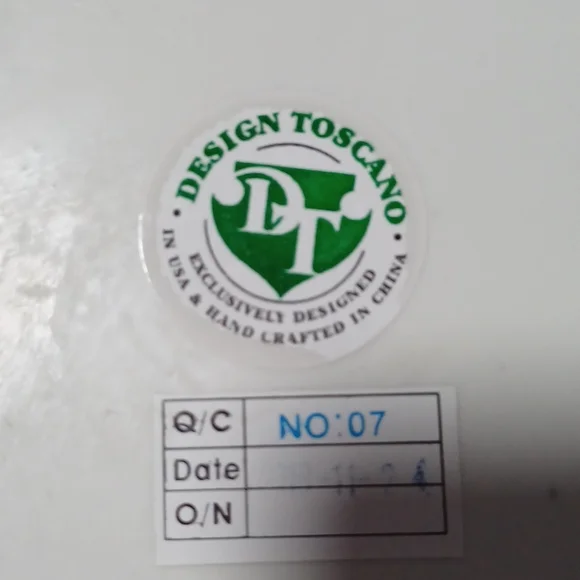 DESIGN TOSCANO
DT
EXCLUSIVELY DESIGNED
IN USA & HAND CRAFTED IN CHINA
Q/C NO:07
Date
O/N